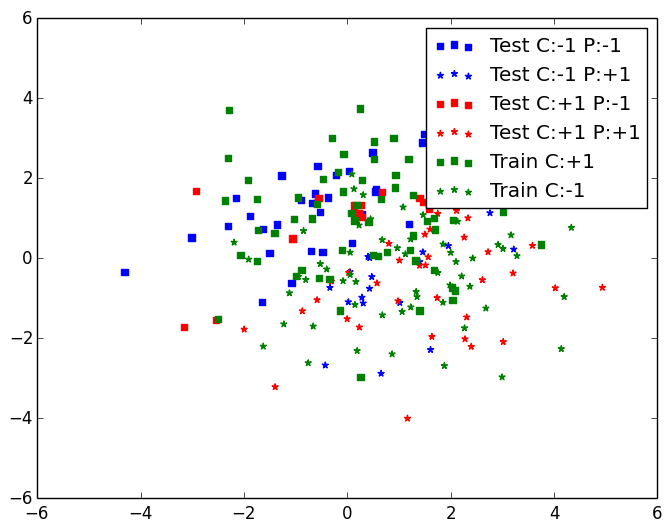 6
4
2
0
−2
−4
−6
−6
−4
−2
0
2
4
6
Test C:-1 P:-1
Test C:-1 P:+1
Test C:+1 P:-1
Test C:+1 P:+1
Train C:+1
Train C:-1